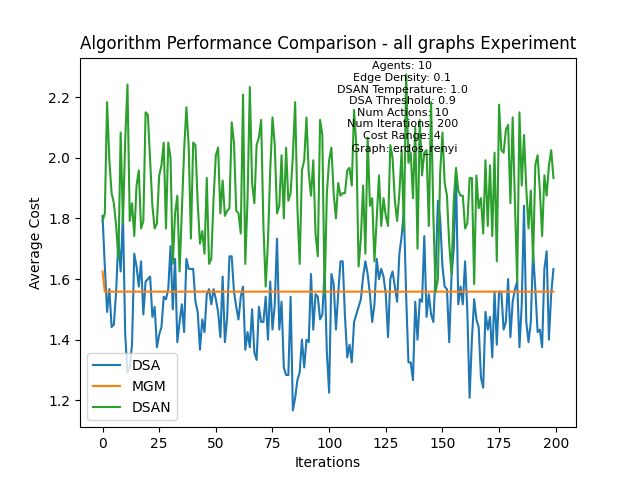 Algorithm Performance Comparison - all graphs Experiment
Agents: 10
Edge Density: 0.1
DSAN Temperature: 1.0
DSA Threshold: 0.9
Num Actions: 10
Num Iterations: 200
Cost Range: 4
Graph: erdos_renyi
Average Cost
2.2
2.0
1.8
1.6
1.4
1.2
DSA
MGM
DSAN
0
25
50
75
100
125
150
175
200
Iterations